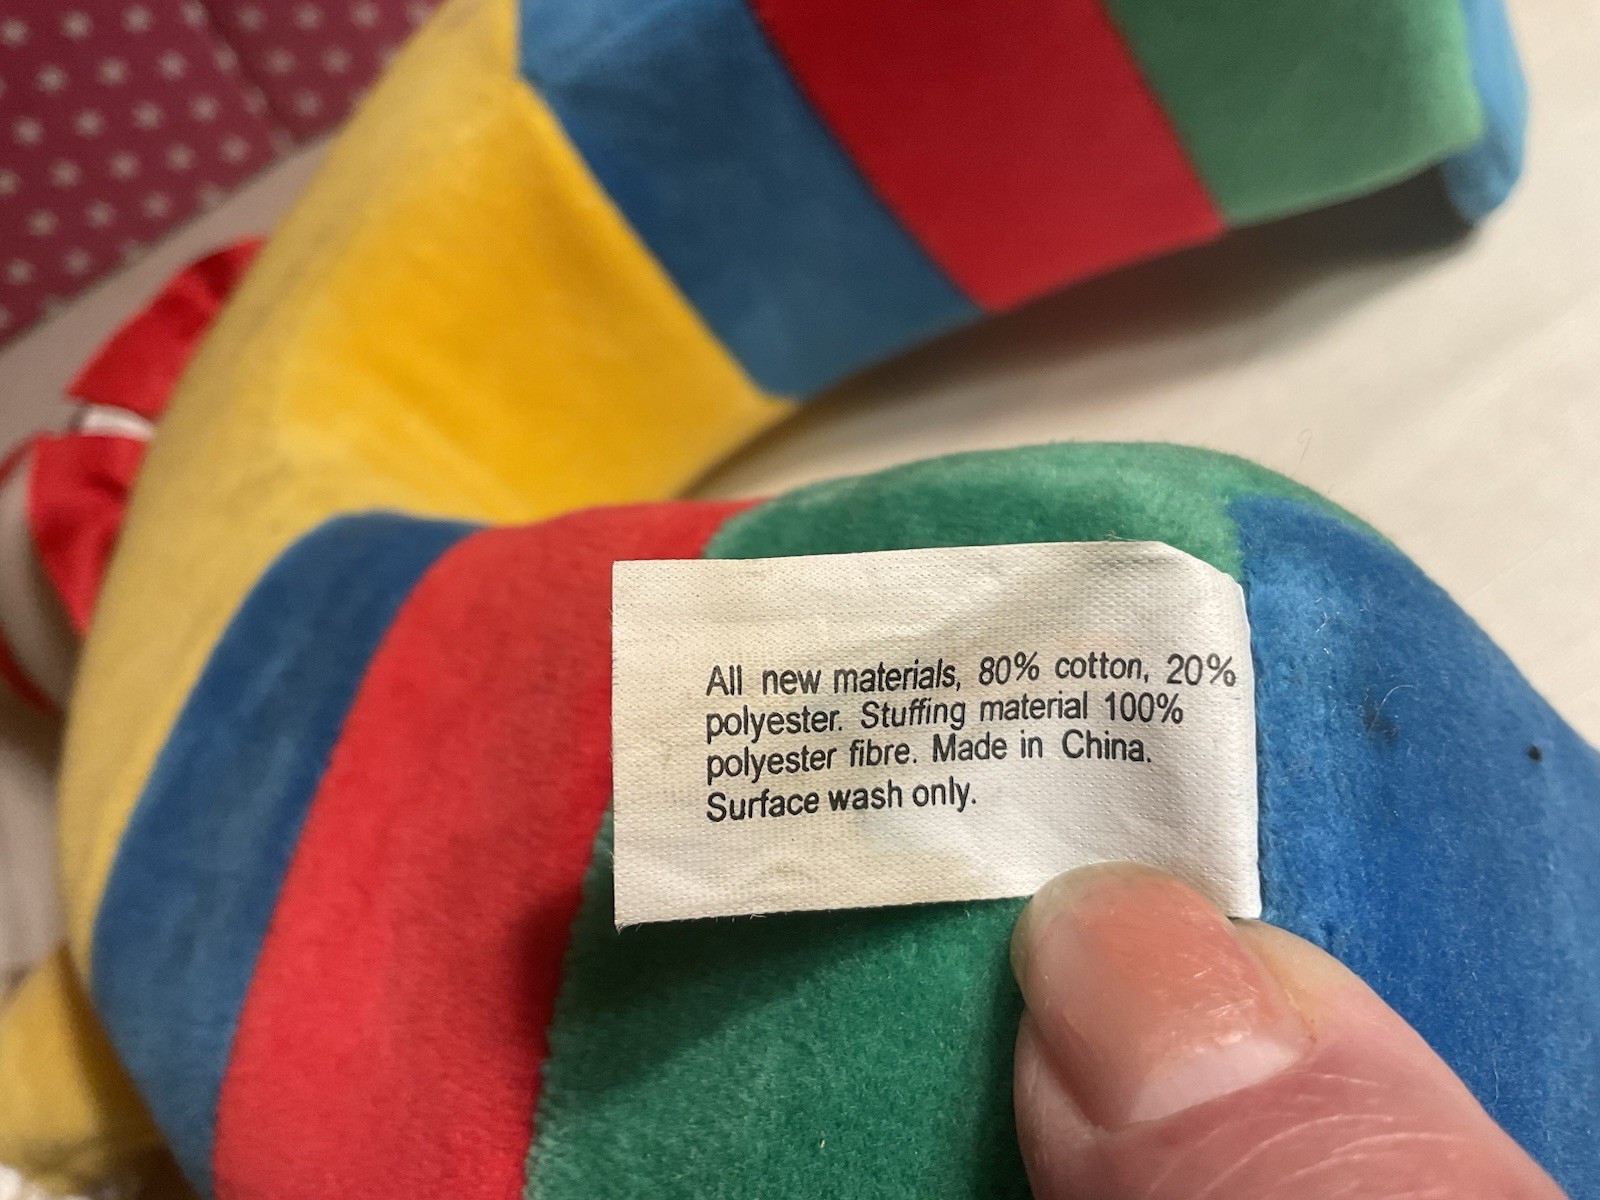 All new materials, 80% cotton, 20%
polyester. Stuffing material 100%
polyester fibre. Made in China.
Surface wash only.